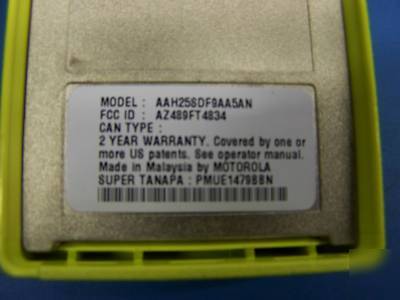 MODEL : AAH25SDF9AA5AN
FCC ID : AZ489FT4834
CAN TYPE :
2 YEAR WARRANTY. Covered by one or
more US patents. See operator manual.
Made in Malaysia by MOTOROLA
SUPER TANAPA : PMUE1479BBN